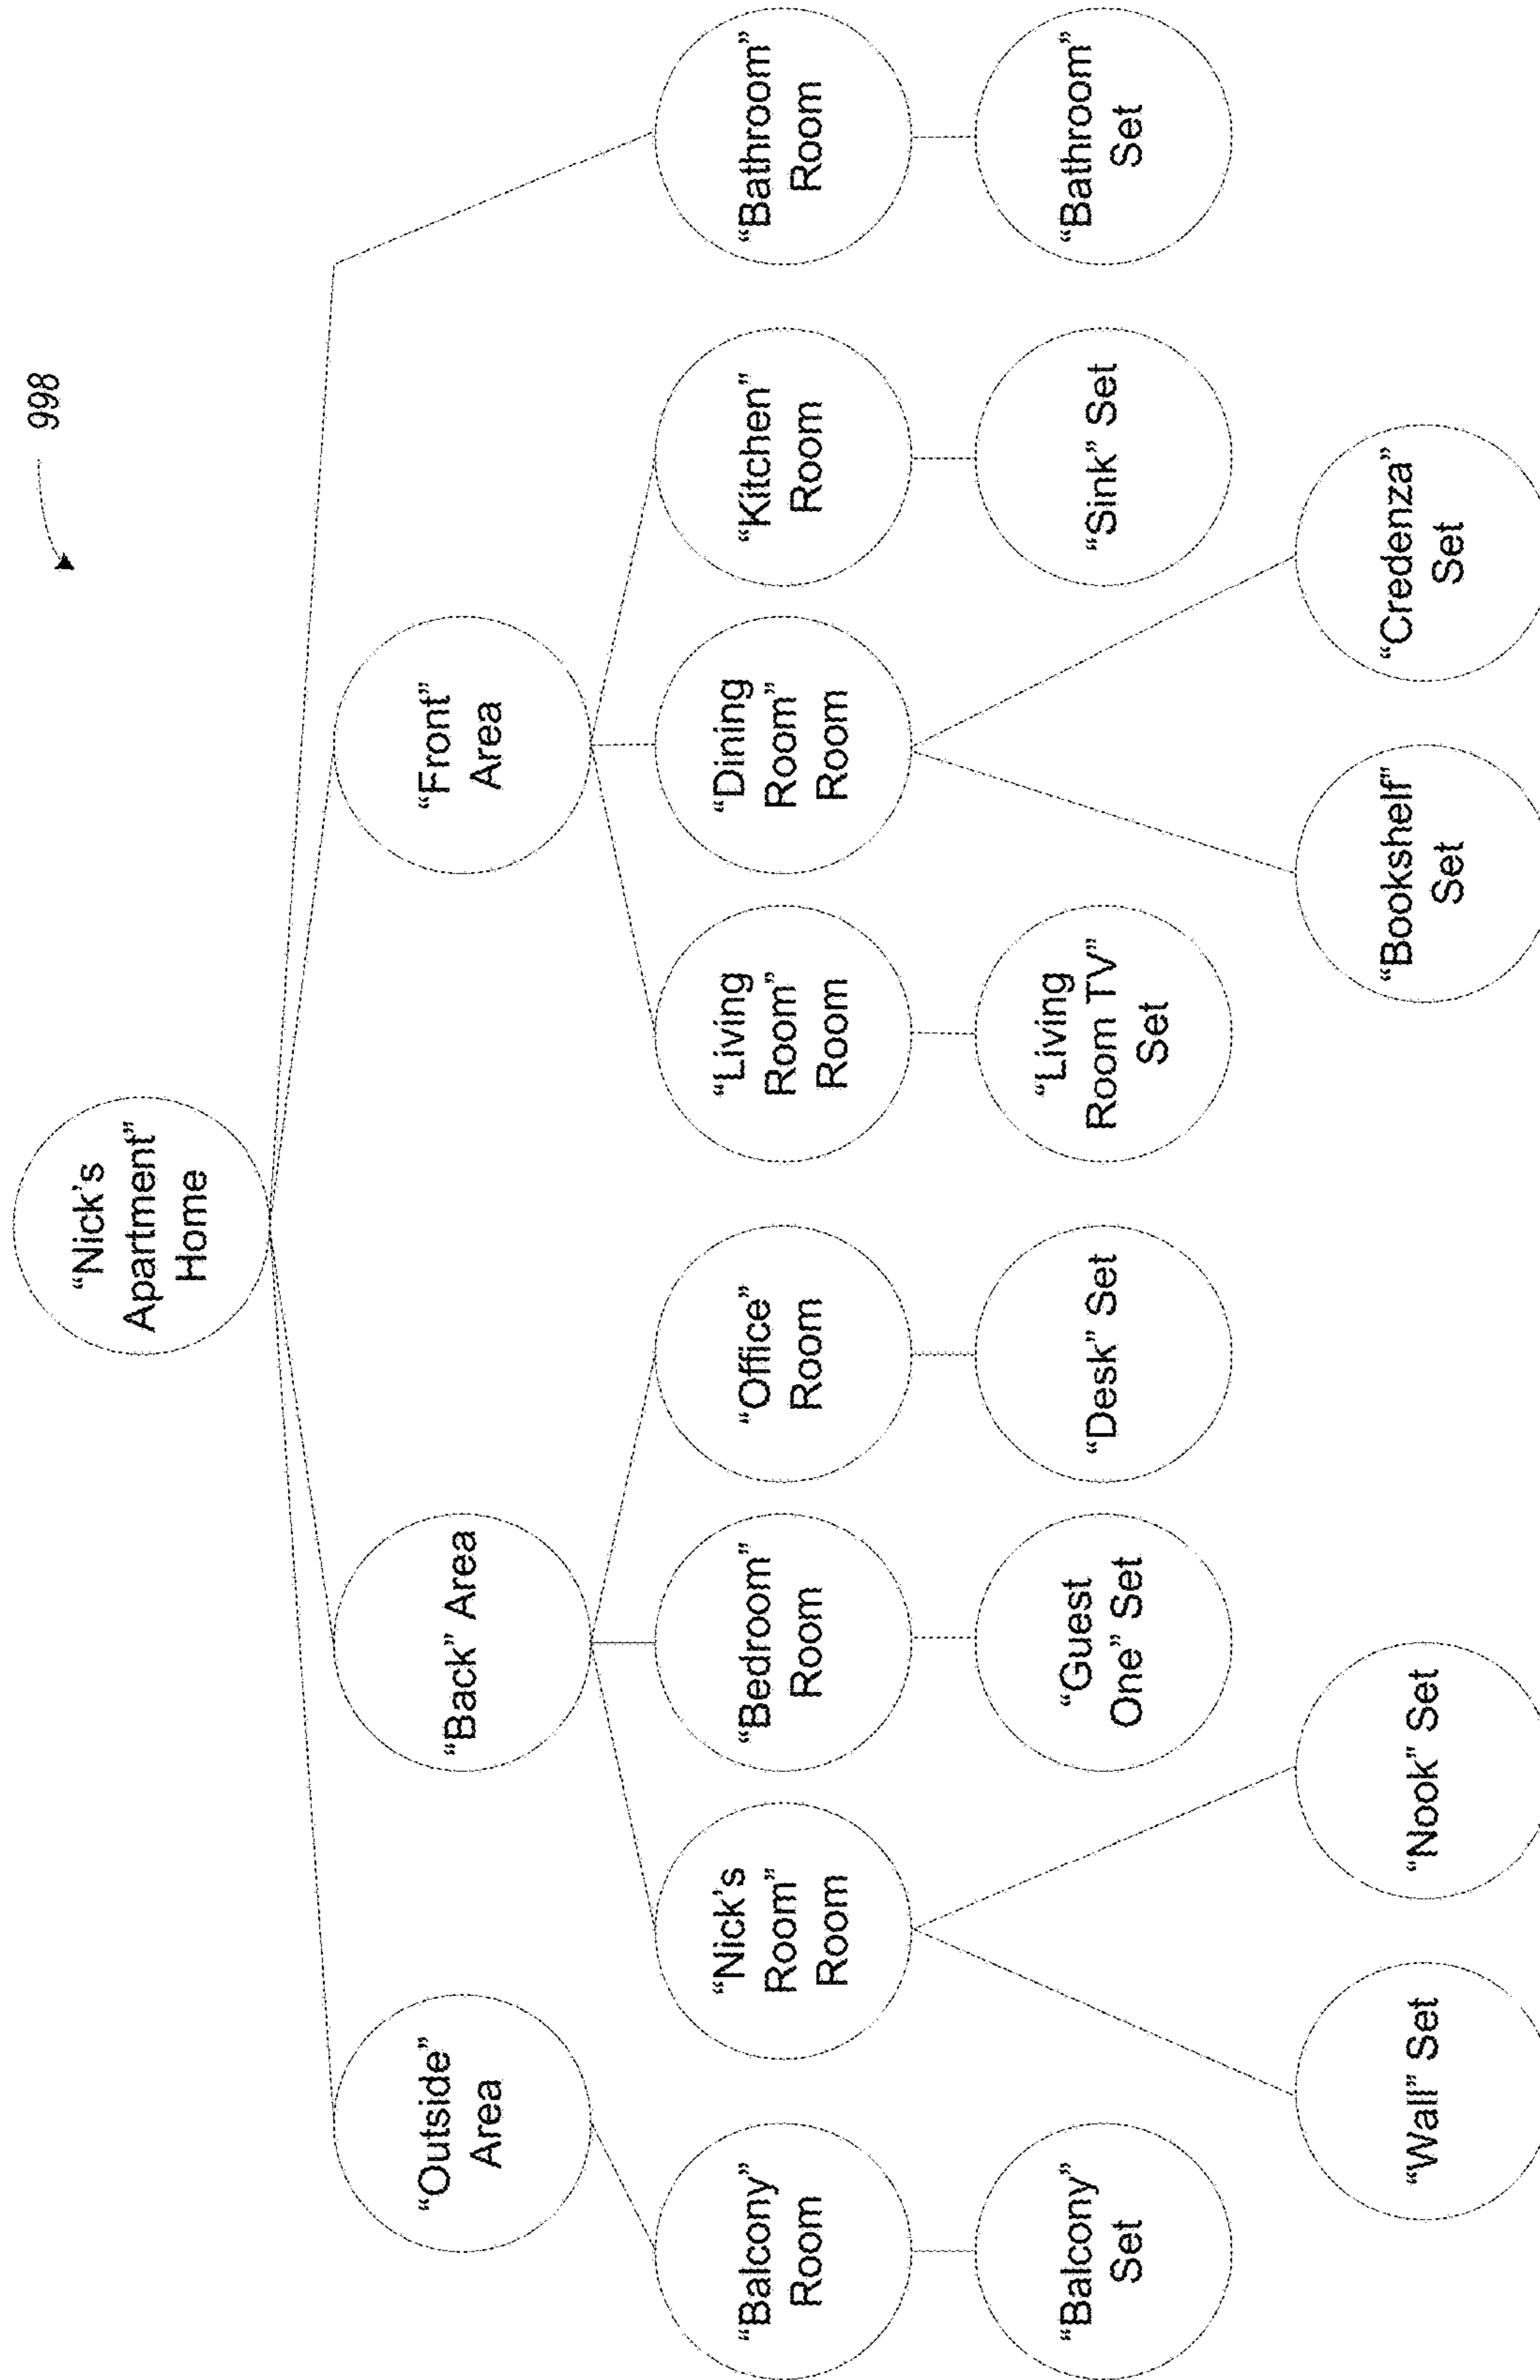 998
“Nick’s
Apartment”
Home
“Outside”
Area
“Back” Area
“Front”
Area
“Balcony”
Room
“Nick’s
Room”
Room
“Bedroom”
Room
“Office”
Room
“Living
Room”
Room
“Dining
Room”
Room
“Kitchen”
Room
“Bathroom”
Room
“Balcony”
Set
“Guest
One” Set
“Desk” Set
“Living
Room TV”
Set
“Sink” Set
“Bathroom”
Set
“Wall” Set
“Nook” Set
“Bookshelf”
Set
“Credenza”
Set